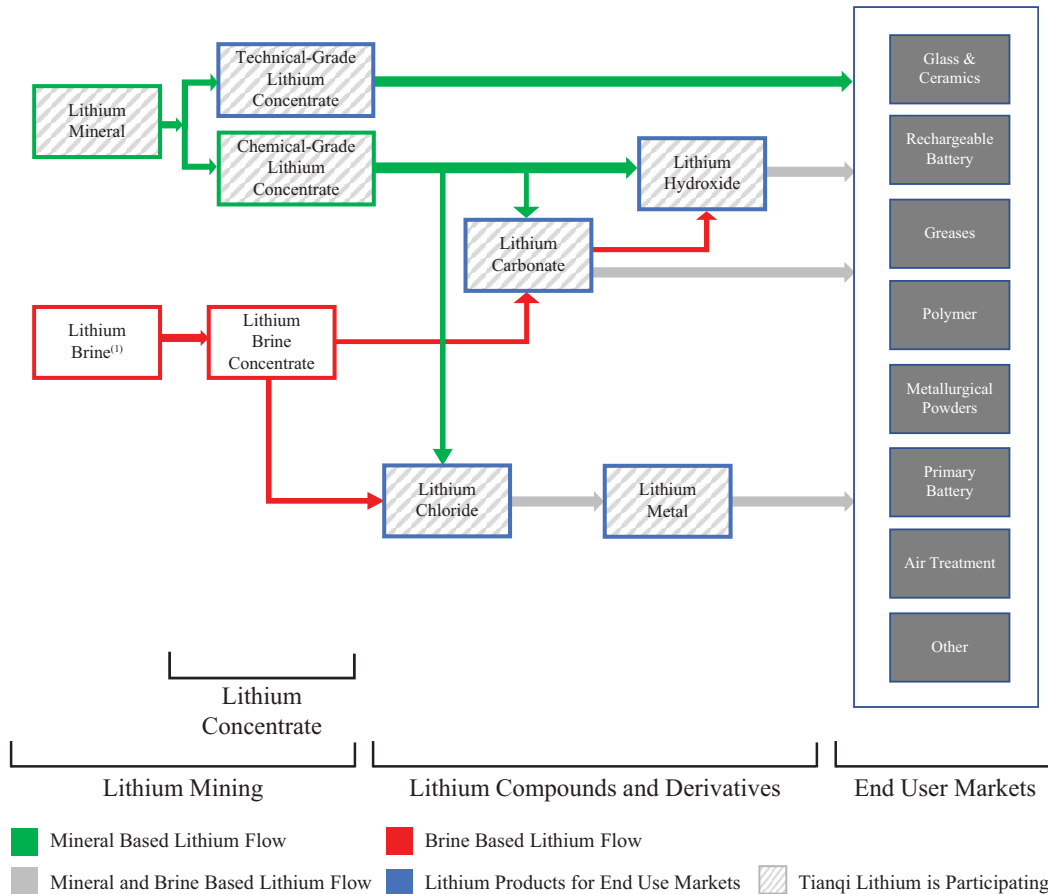 Technical-Grade
Lithium
Concentrate
Glass &
Ceramics
Lithium
Mineral
Chemical-Grade
Lithium
Concentrate
Lithium
Hydroxide
Rechargeable
Battery
Lithium
Carbonate
Greases
Lithium
Brine(1)
Lithium
Brine
Concentrate
Polymer
Metallurgical
Powders
Lithium
Chloride
Lithium
Metal
Primary
Battery
Air Treatment
Other
Lithium
Concentrate
Lithium Mining
Lithium Compounds and Derivatives
End User Markets
Mineral Based Lithium Flow
Brine Based Lithium Flow
Mineral and Brine Based Lithium Flow
Lithium Products for End Use Markets
Tianqi Lithium is Participating